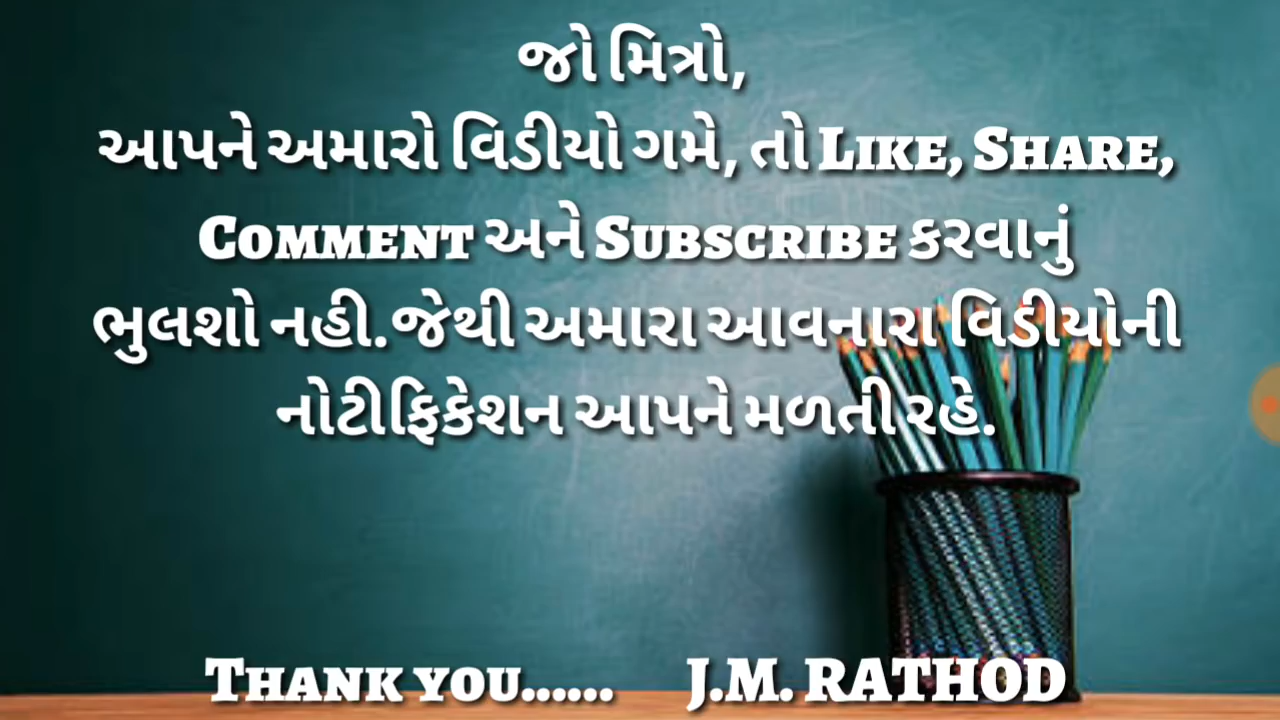 જો મિત્રો,
આપને અમારો વિડીયો ગમે, તો Like, Share,
Comment અને Subscribe કરવાનું
ભુલશો નહી. જેથી અમારા આવનારા વિડીયોની
નોટીફિકેશન આપને મળતી રહે.
Thank you...... J.M. RATHOD